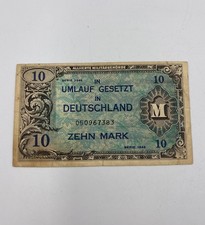 ALLIIERTE MILITÄRBEHÖRDE
SERIE 1944
10 IN 10
UMLAUF GESETZT
IN
DEUTSCHLAND
090967383
M
ZEHN MARK
10 10
SERIE 1944